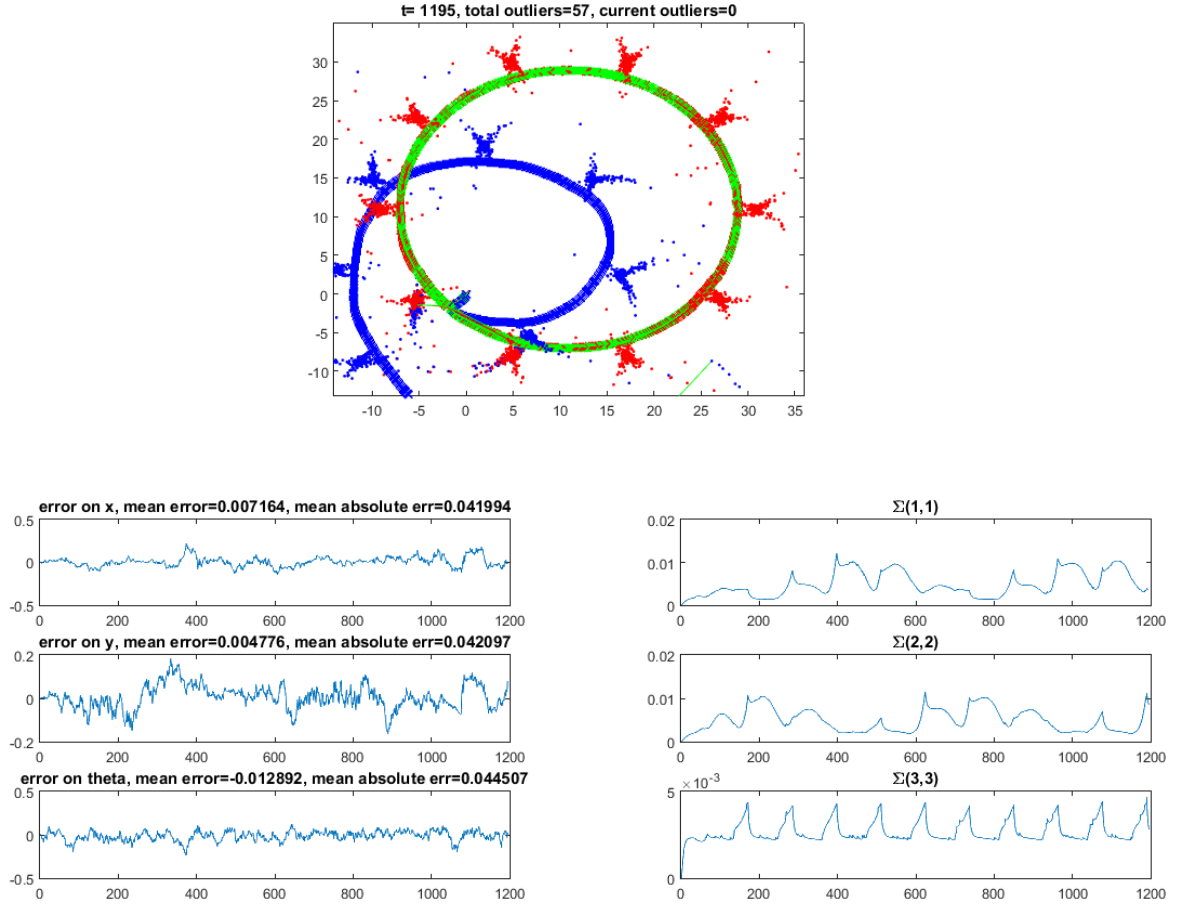 t= 1195, total outliers=57, current outliers=0
30
25
20
15
10
5
0
-5
-10
-10 -5 0 5 10 15 20 25 30 35
error on x, mean error=0.007164, mean absolute err=0.041994
0.5
0
-0.5
0 200 400 600 800 1000 1200
Σ(1,1)
0.02
0.01
0
0 200 400 600 800 1000 1200
error on y, mean error=0.004776, mean absolute err=0.042097
0.2
0
-0.2
0 200 400 600 800 1000 1200
Σ(2,2)
0.02
0.01
0
0 200 400 600 800 1000 1200
error on theta, mean error=-0.012892, mean absolute err=0.044507
0.5
0
-0.5
0 200 400 600 800 1000 1200
Σ(3,3)
×10⁻³
5
0
0 200 400 600 800 1000 1200